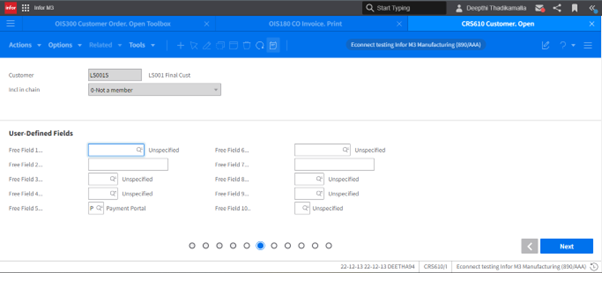 infor Infor M3 Start Typing Deepthi Thadikamalla
OIS300 Customer Order. Open Toolbox OIS180 CO Invoice. Print CRS610 Customer. Open
Actions Options Related Tools Econnect testing Infor M3 Manufacturing (890/AAA)
Customer LS001S LS001 Final Cust
Incl in chain 0-Not a member
User-Defined Fields
Free Field 1... Unspecified Free Field 6... Unspecified
Free Field 2... Free Field 7...
Free Field 3... Unspecified Free Field 8... Unspecified
Free Field 4... Unspecified Free Field 9... Unspecified
Free Field 5... P Payment Portal Free Field 10.. Unspecified
Next
22-12-13 22-12-13 DEETHA94 CRS610/J Econnect testing Infor M3 Manufacturing (890/AAA)